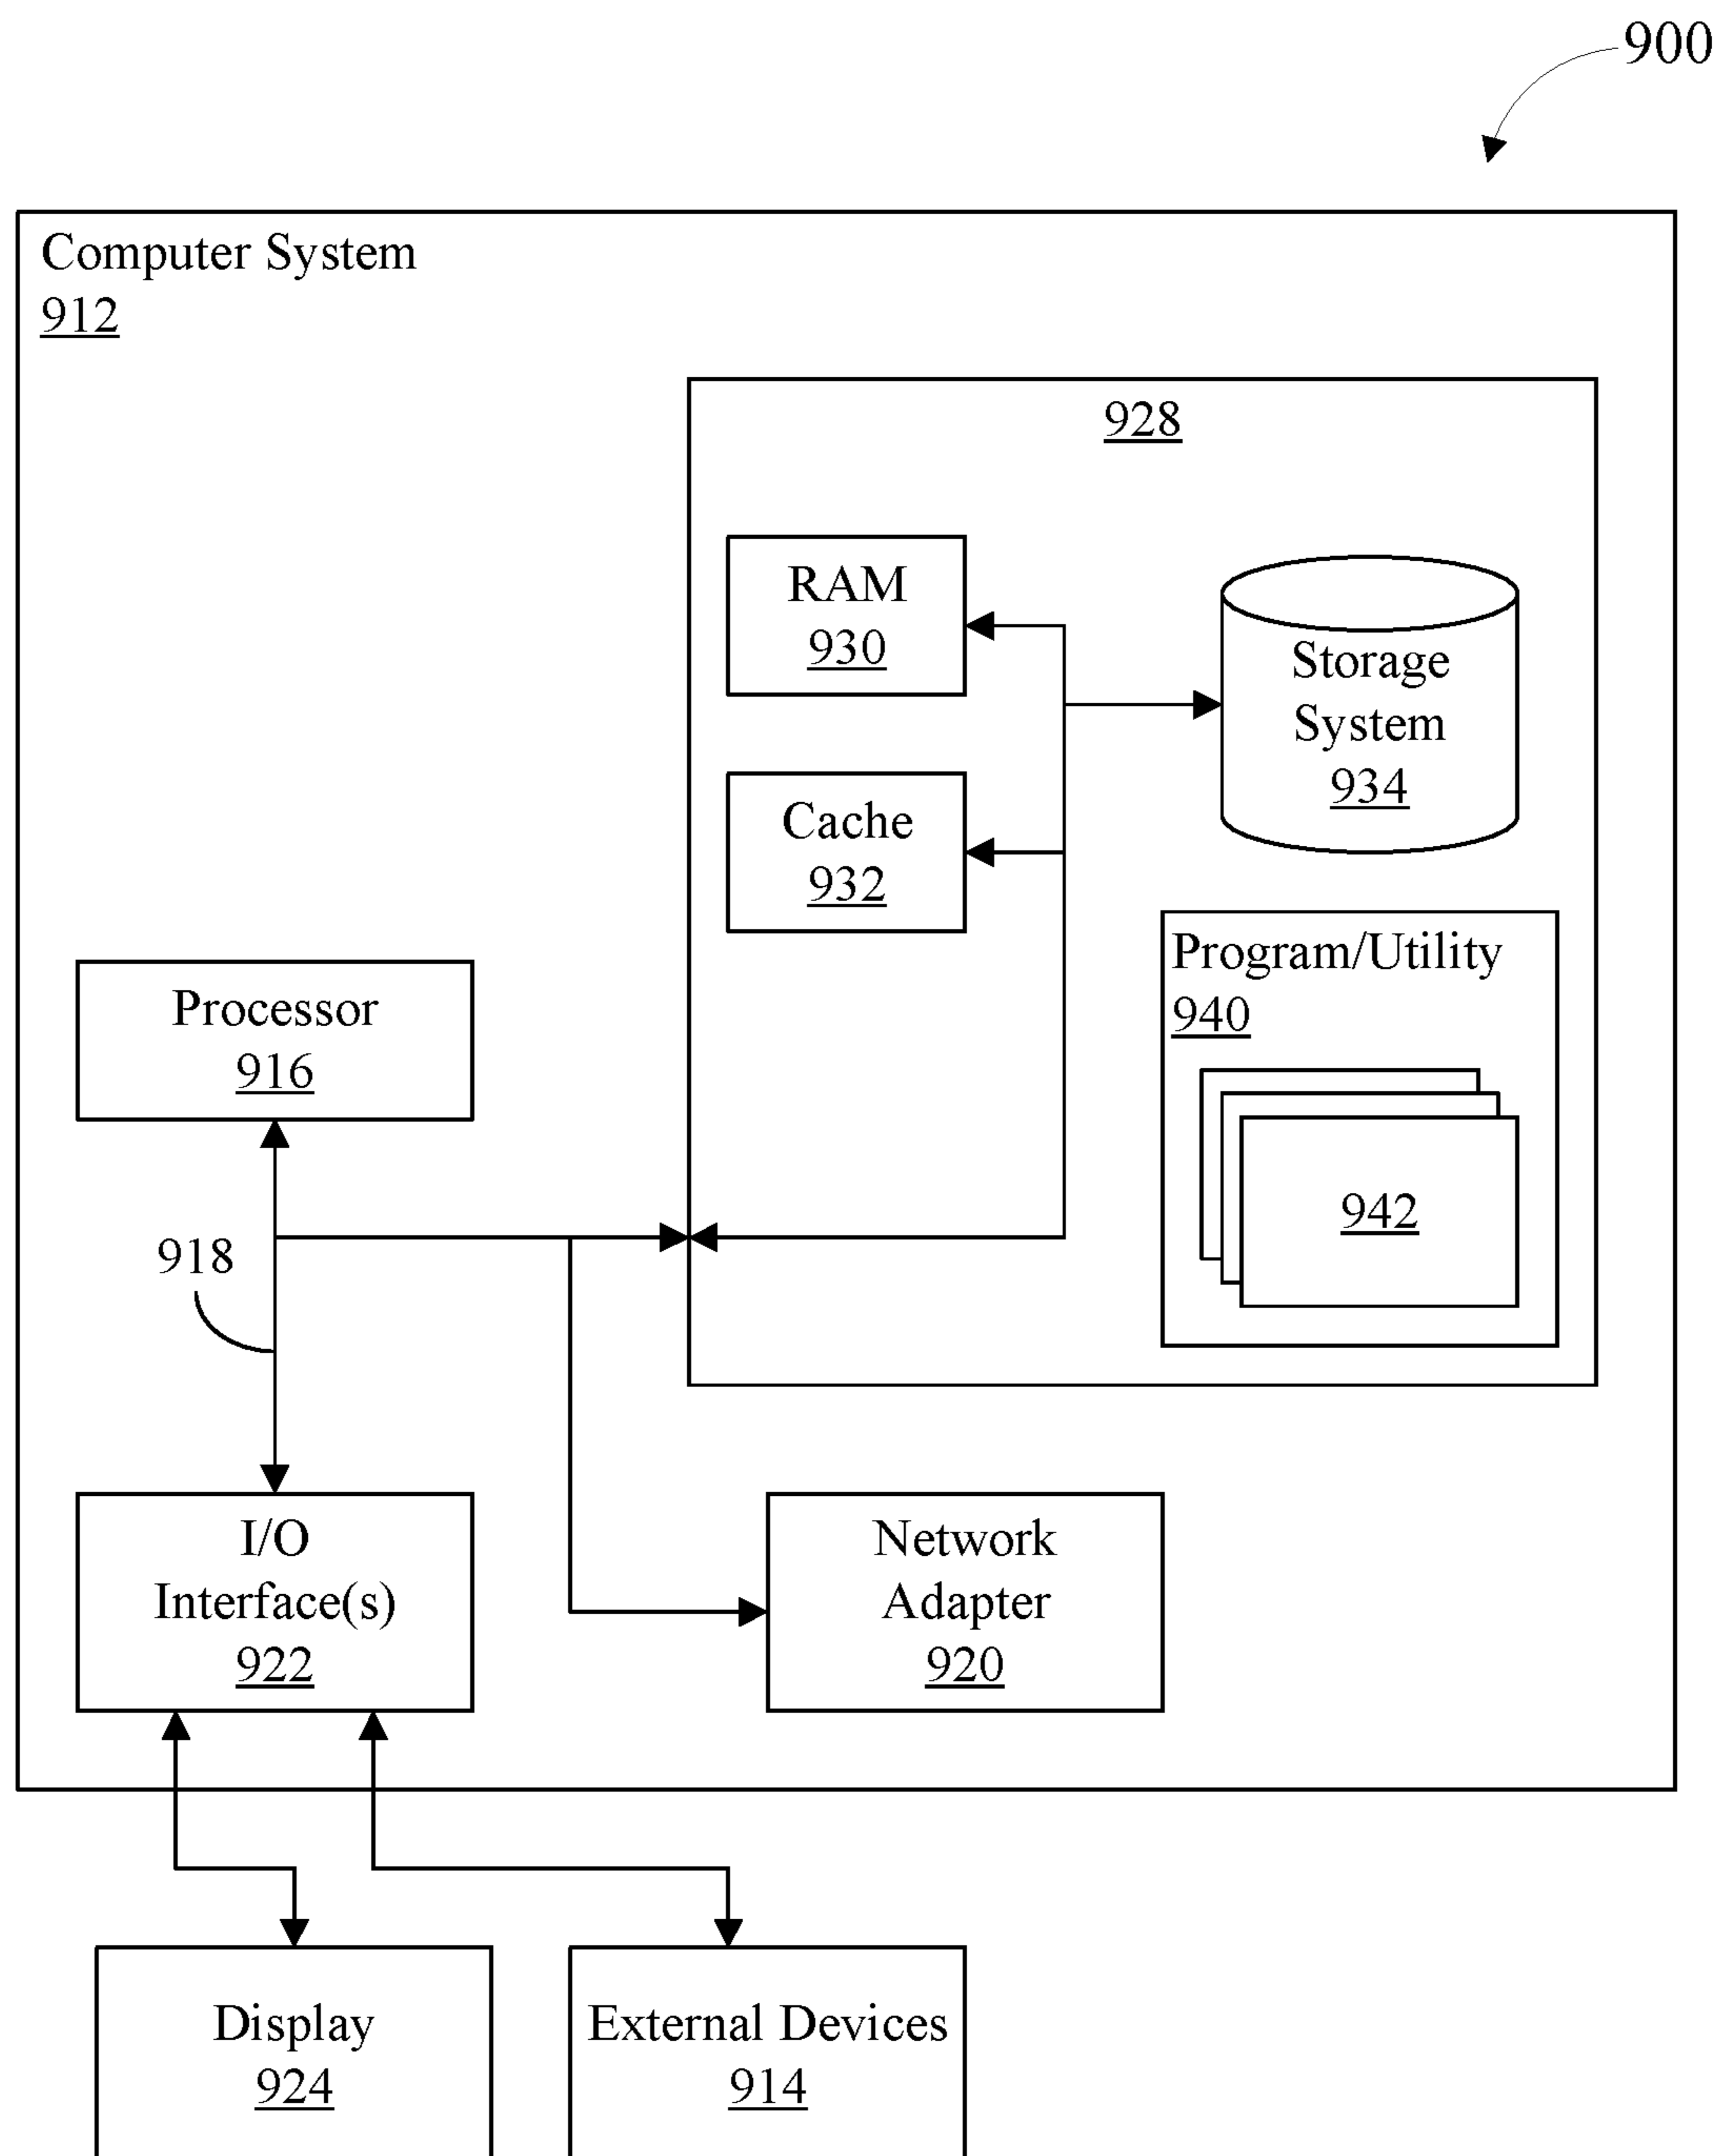 900
Computer System
912
928
RAM
930
Storage
System
934
Cache
932
Program/Utility
940
942
Processor
916
918
I/O
Interface(s)
922
Network
Adapter
920
Display
924
External Devices
914